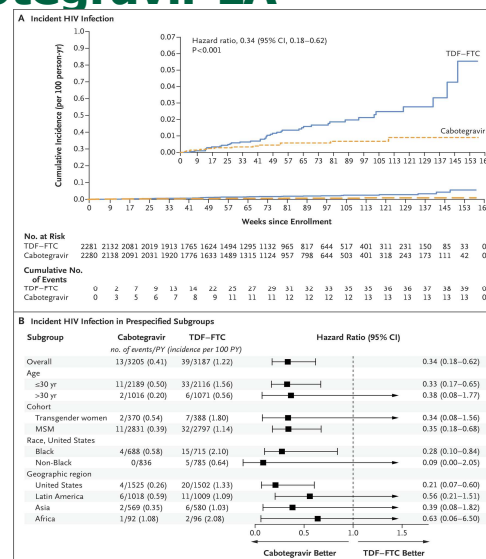 A Incident HIV Infection
Cumulative Incidence (per 100 person-yr)
1.0
0.9
0.8
0.7
0.6
0.5
0.4
0.3
0.2
0.1
0.0
0.07
0.06
0.05
0.04
0.03
0.02
0.01
0.00
Hazard ratio, 0.34 (95% CI, 0.18–0.62)
P<0.001
TDF–FTC
Cabotegravir
0 9 17 25 33 41 49 57 65 73 81 89 97 105 113 121 129 137 145 153
0 9 17 25 33 41 49 57 65 73 81 89 97 105 113 121 129 137 145 153
Weeks since Enrollment
No. at Risk
TDF–FTC 2281 2132 2081 2019 1913 1765 1624 1494 1295 1132 965 817 644 517 401 311 231 150 85 33 0
Cabotegravir 2280 2138 2091 2031 1920 1776 1633 1489 1315 1124 957 798 644 503 401 318 243 173 111 42 0
Cumulative No.
of Events
TDF–FTC 0 2 7 9 13 14 22 25 27 29 31 32 33 35 35 36 36 37 38 39 0
Cabotegravir 0 3 5 6 7 8 9 11 11 11 12 12 12 12 13 13 13 13 13 13 0
B Incident HIV Infection in Prespecified Subgroups
Subgroup Cabotegravir TDF–FTC Hazard Ratio (95% CI)
no. of events/PY (incidence per 100 PY)
Overall 13/3205 (0.41) 39/3187 (1.22) 0.34 (0.18–0.62)
Age
≤30 yr 11/2189 (0.50) 33/2116 (1.56) 0.33 (0.17–0.65)
>30 yr 2/1016 (0.20) 6/1071 (0.56) 0.38 (0.08–1.77)
Cohort
Transgender women 2/370 (0.54) 7/388 (1.80) 0.34 (0.08–1.56)
MSM 11/2831 (0.39) 32/2797 (1.14) 0.35 (0.18–0.68)
Race, United States
Black 4/688 (0.58) 15/715 (2.10) 0.28 (0.10–0.84)
Non-Black 0/836 5/785 (0.64) 0.09 (0.00–2.05)
Geographic region
United States 4/1525 (0.26) 20/1502 (1.33) 0.21 (0.07–0.60)
Latin America 6/1018 (0.59) 11/1009 (1.09) 0.56 (0.21–1.51)
Asia 2/569 (0.35) 6/580 (1.03) 0.39 (0.08–1.82)
Africa 1/92 (1.08) 2/96 (2.08) 0.63 (0.06–6.50)
0.0 0.5 1.0 1.5
Cabotegravir Better TDF–FTC Better